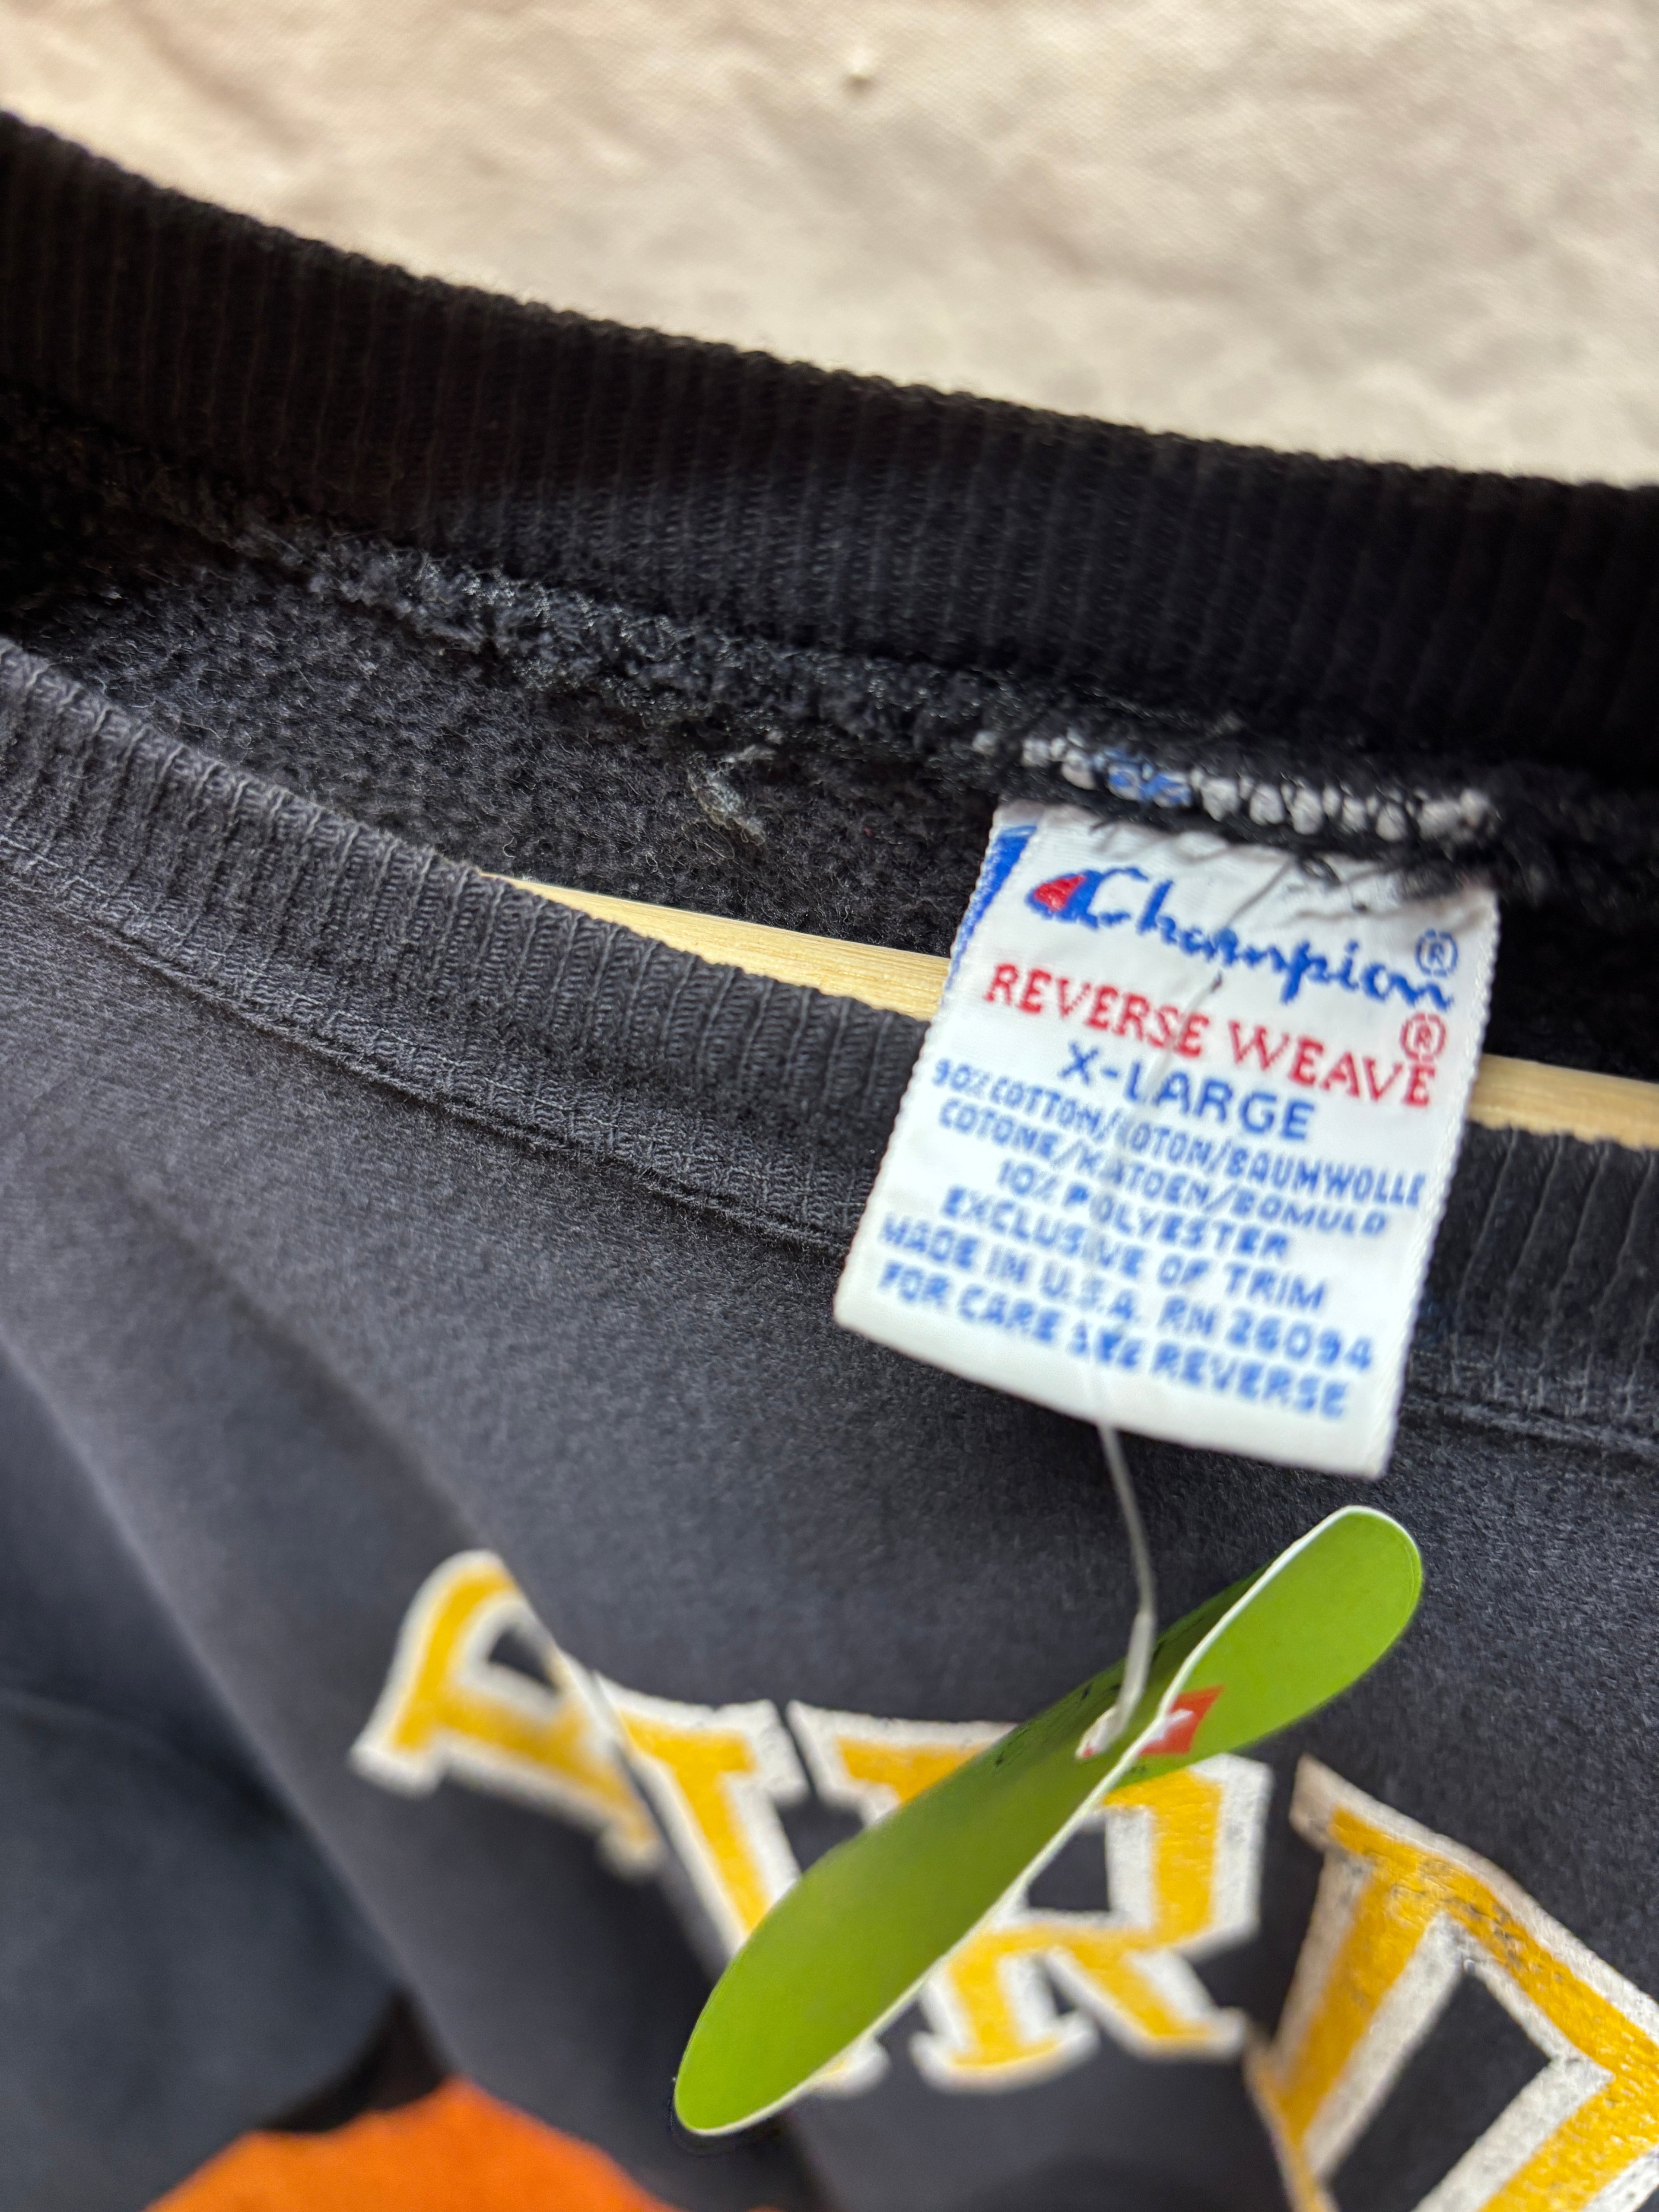 Champion®
REVERSE WEAVE®
X-LARGE
90% COTTON/COTON/BAUMWOLLE
COTONE/KATOEN/BOMULD
10% POLYESTER
EXCLUSIVE OF TRIM
MADE IN U.S.A. RN 26094
FOR CARE SEE REVERSE